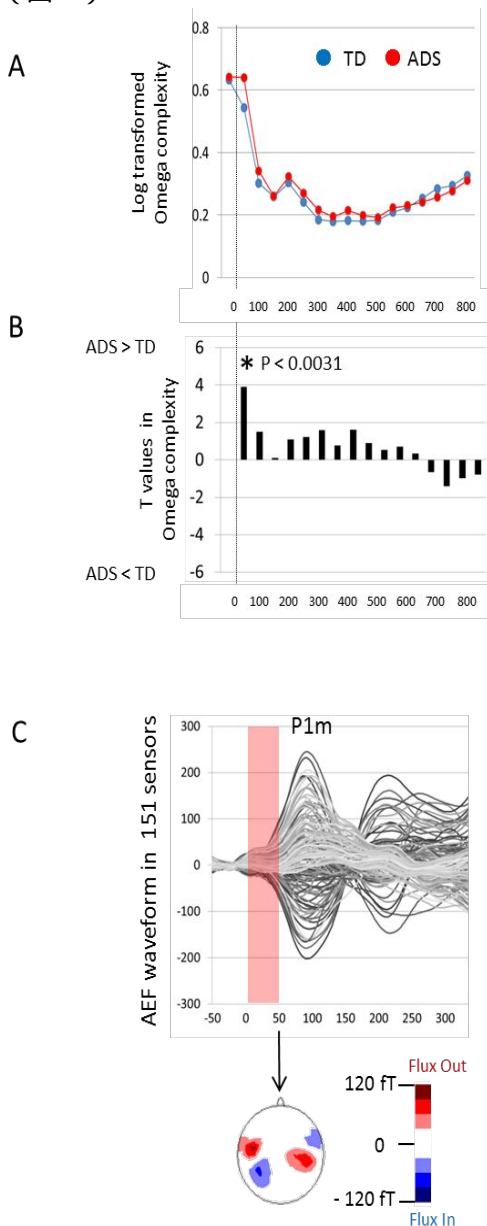 A
TD ADS
Log transformed
Omega complexity
0.8
0.6
0.4
0.2
0
0 100 200 300 400 500 600 700 800
B
ADS > TD
ADS < TD
T values in
Omega complexity
6
4
2
0
-2
-4
-6
* P < 0.0031
0 100 200 300 400 500 600 700 800
C
AEF waveform in 151 sensors
P1m
300
200
100
0
-100
-200
-300
-50 0 50 100 150 200 250 300
Flux Out
120 fT
0
- 120 fT
Flux In